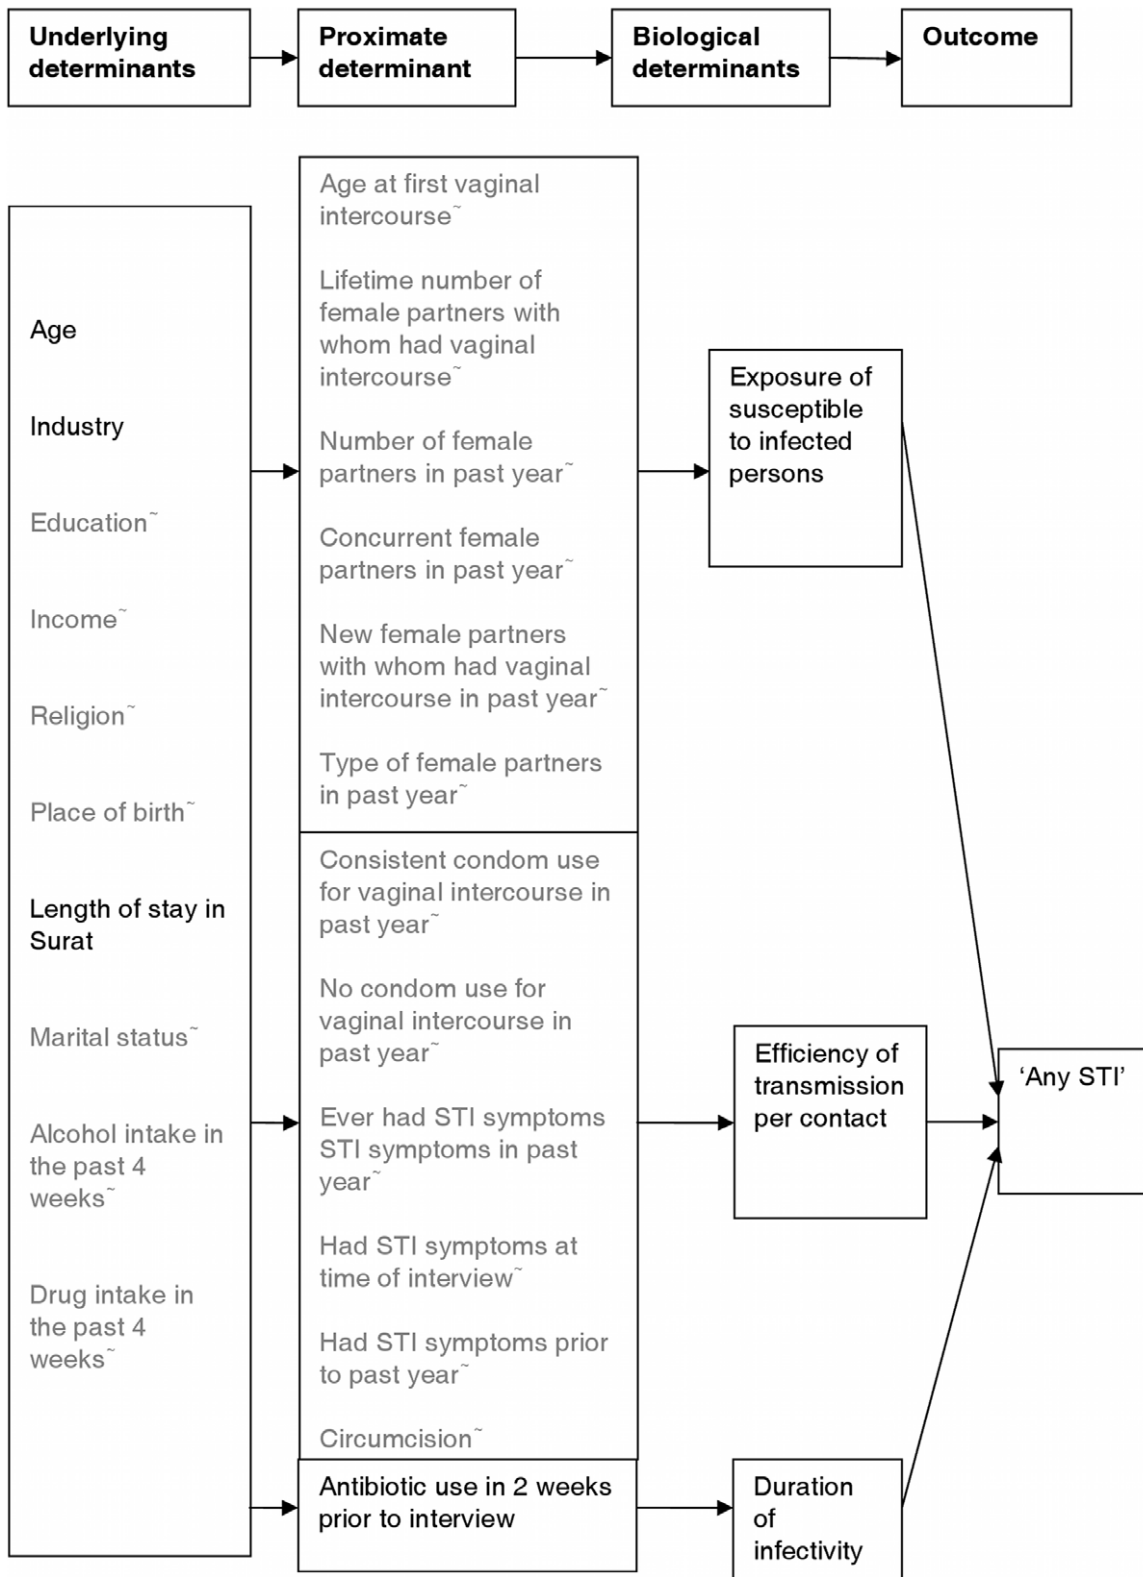 Underlying
determinants
Proximate
determinant
Biological
determinants
Outcome
Age
Industry
Education~
Income~
Religion~
Place of birth~
Length of stay in
Surat
Marital status~
Alcohol intake in
the past 4
weeks~
Drug intake in
the past 4
weeks~
Age at first vaginal
intercourse~
Lifetime number of
female partners with
whom had vaginal
intercourse~
Number of female
partners in past year~
Concurrent female
partners in past year~
New female partners
with whom had vaginal
intercourse in past year~
Type of female partners
in past year~
Consistent condom use
for vaginal intercourse in
past year~
No condom use for
vaginal intercourse in
past year~
Ever had STI symptoms
STI symptoms in past
year~
Had STI symptoms at
time of interview~
Had STI symptoms prior
to past year~
Circumcision~
Antibiotic use in 2 weeks
prior to interview
Exposure of
susceptible
to infected
persons
Efficiency of
transmission
per contact
Duration
of
infectivity
‘Any STI’